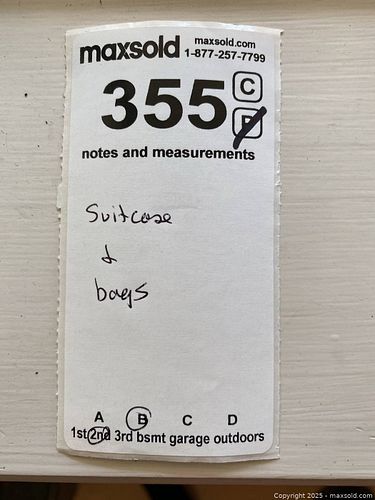 maxsold maxsold.com
1-877-257-7799
355 C
P
notes and measurements
Suitcase
&
bags
A B C D
1st 2nd 3rd bsmt garage outdoors
Copyright 2025 - maxsold.com